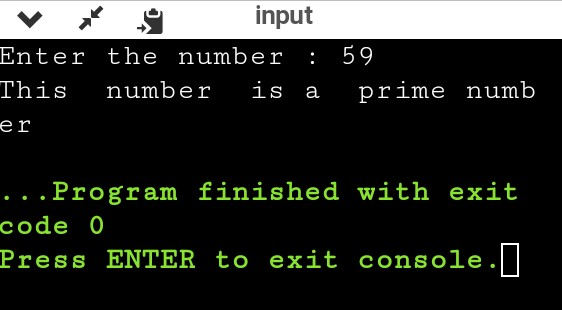 input
Enter the number : 59
This  number  is a  prime numb
er
...Program finished with exit
code 0
Press ENTER to exit console.